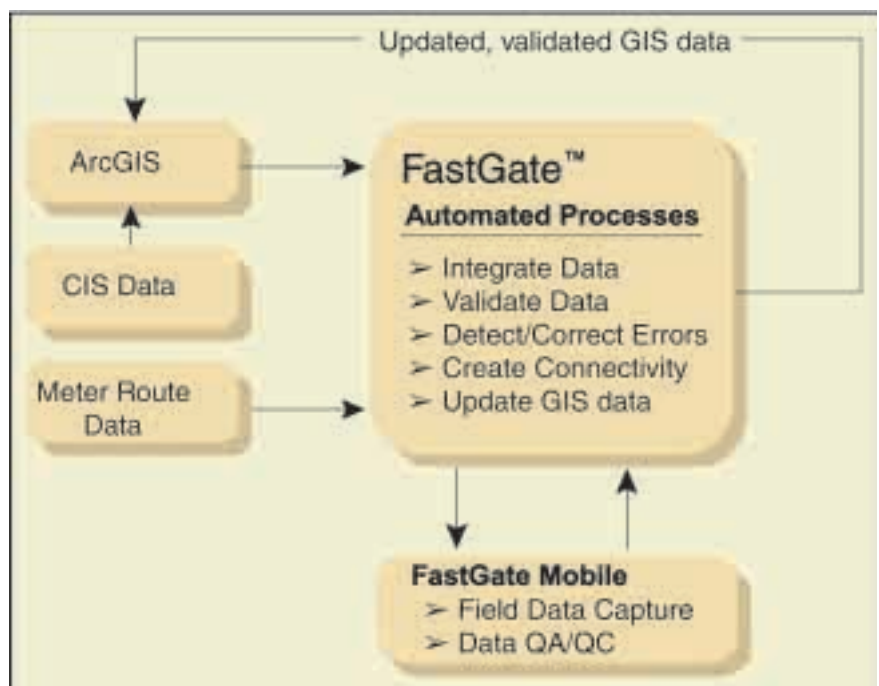 Updated, validated GIS data
ArcGIS
CIS Data
Meter Route
Data
FastGate™
Automated Processes
➢ Integrate Data
➢ Validate Data
➢ Detect/Correct Errors
➢ Create Connectivity
➢ Update GIS data
FastGate Mobile
➢ Field Data Capture
➢ Data QA/QC